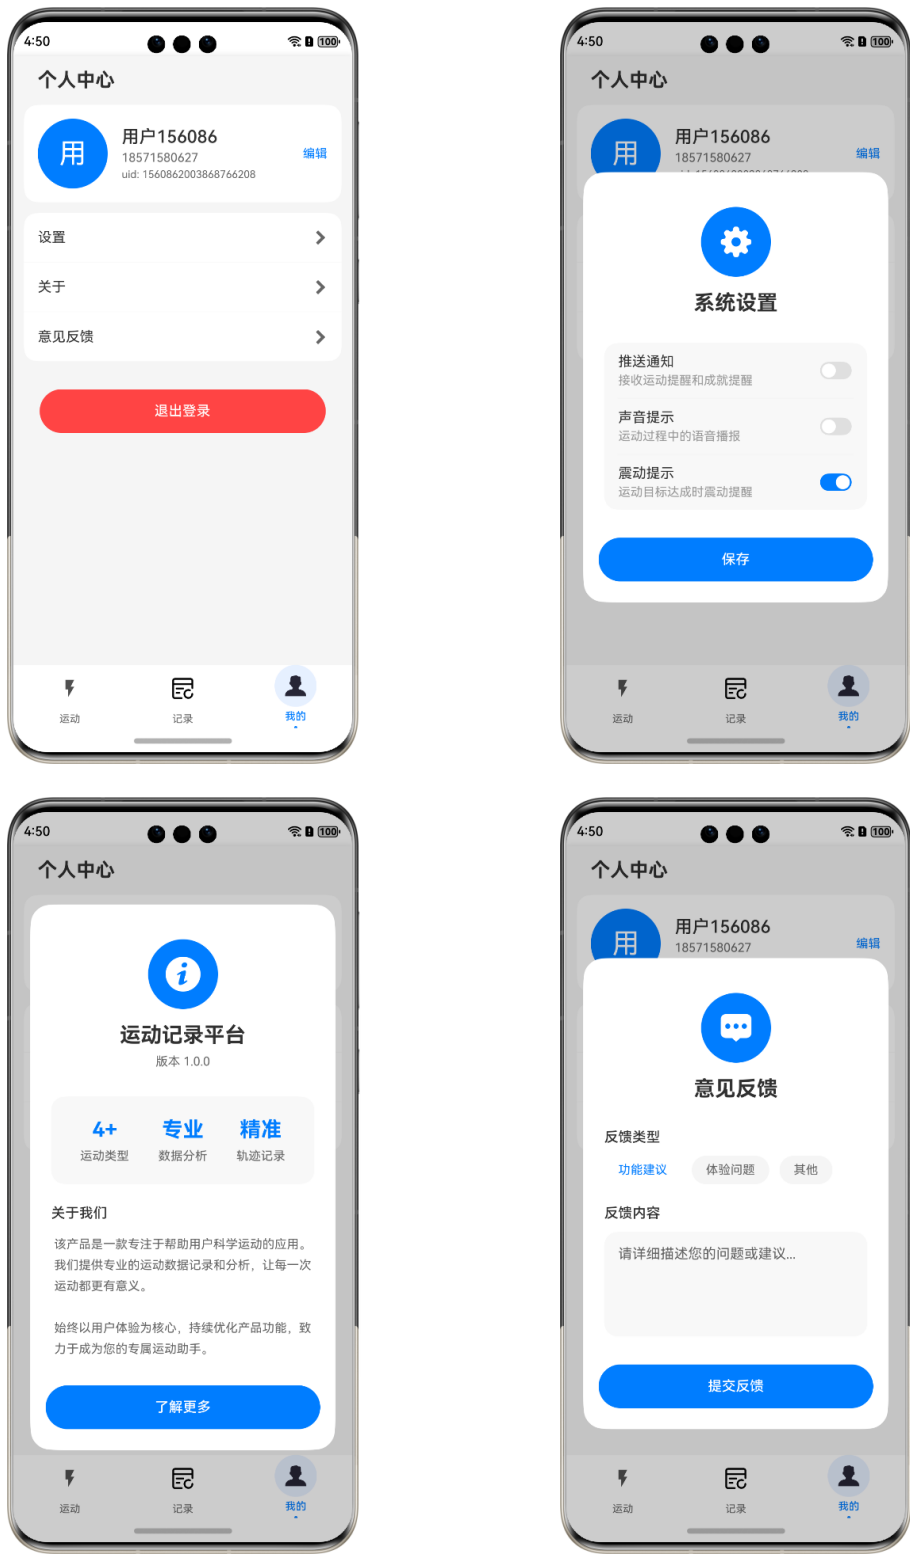 4:50
100
个人中心
用
用户156086
18571580627
编辑
uid: 1560862003868766208
设置
关于
意见反馈
退出登录
运动
记录
我的
4:50
100
个人中心
用
用户156086
18571580627
编辑
系统设置
推送通知
接收运动提醒和成就提醒
声音提示
运动过程中的语音播报
震动提示
运动目标达成时震动提醒
保存
运动
记录
我的
4:50
100
个人中心
运动记录平台
版本 1.0.0
4+ 专业 精准
运动类型 数据分析 轨迹记录
关于我们
该产品是一款专注于帮助用户科学运动的应用。
我们提供专业的运动数据记录和分析，让每一次
运动都更有意义。
始终以用户体验为核心，持续优化产品功能，致
力于成为您的专属运动助手。
了解更多
运动
记录
我的
4:50
100
个人中心
用
用户156086
18571580627
编辑
意见反馈
反馈类型
功能建议 体验问题 其他
反馈内容
请详细描述您的问题或建议...
提交反馈
运动
记录
我的